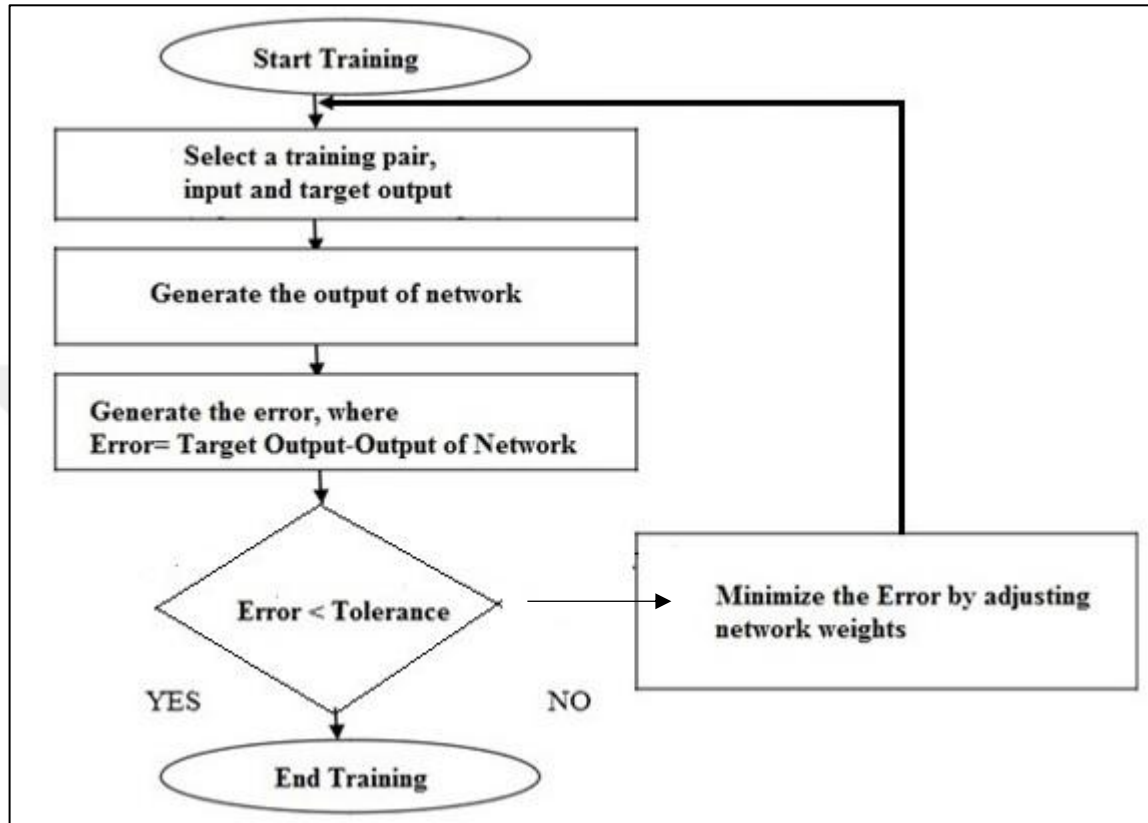 Start Training
Select a training pair,
input and target output
Generate the output of network
Generate the error, where
Error= Target Output-Output of Network
Error < Tolerance
Minimize the Error by adjusting
network weights
YES
NO
End Training